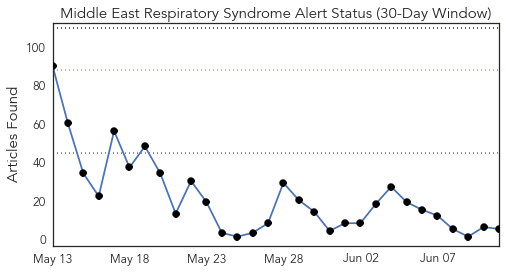 Middle East Respiratory Syndrome Alert Status (30-Day Window)
Articles Found
100
80
60
40
20
0
May 13 May 18 May 23 May 28 Jun 02 Jun 07